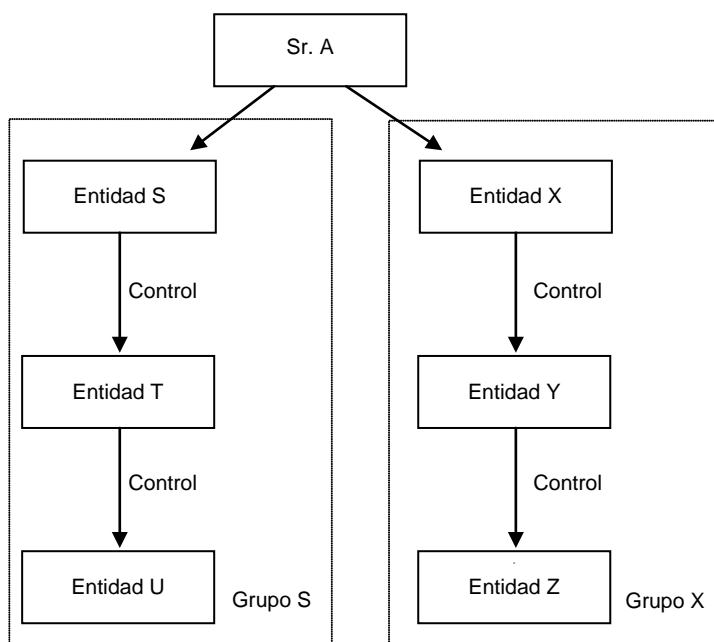 Sr. A
Entidad S
Entidad X
Control
Control
Entidad T
Entidad Y
Control
Control
Entidad U
Grupo S
Entidad Z
Grupo X